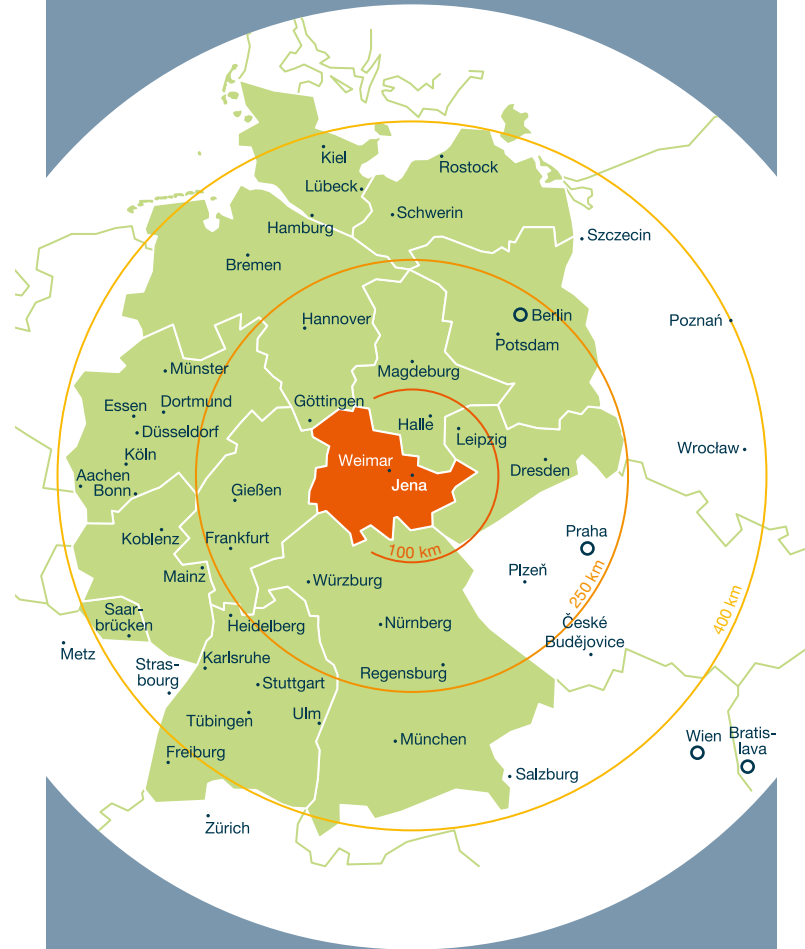 Kiel
Rostock
Lübeck
Schwerin
Hamburg
Szczecin
Bremen
Hannover
Berlin
Poznań
Potsdam
Magdeburg
Münster
Essen
Dortmund
Göttingen
Halle
Düsseldorf
Leipzig
Köln
Wrocław
Weimar
Aachen
Dresden
Bonn
Jena
Gießen
Koblenz
Frankfurt
Praha
100 km
Mainz
Würzburg
Plzeň
250 km
400 km
Saar-
brücken
Heidelberg
Nürnberg
České
Budějovice
Metz
Stras-
bourg
Karlsruhe
Regensburg
Stuttgart
Tübingen
Ulm
München
Wien
Bratis-
lava
Freiburg
Salzburg
Zürich